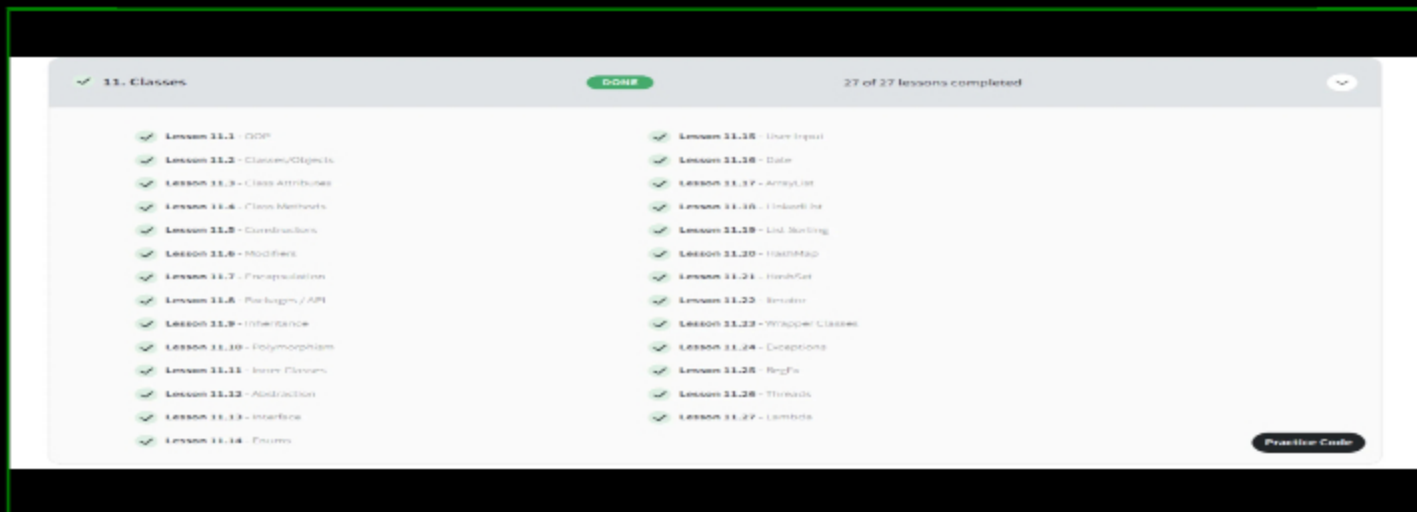 11. Classes
DONE
27 of 27 lessons completed
Lesson 11.1 - OOP
Lesson 11.2 - Classes/Objects
Lesson 11.3 - Class Attributes
Lesson 11.4 - Class Methods
Lesson 11.5 - Constructors
Lesson 11.6 - Modifiers
Lesson 11.7 - Encapsulation
Lesson 11.8 - Packages / API
Lesson 11.9 - Inheritance
Lesson 11.10 - Polymorphism
Lesson 11.11 - Inner Classes
Lesson 11.12 - Abstraction
Lesson 11.13 - Interface
Lesson 11.14 - Enums
Lesson 11.15 - User Input
Lesson 11.16 - Date
Lesson 11.17 - ArrayList
Lesson 11.18 - LinkedList
Lesson 11.19 - List Sorting
Lesson 11.20 - HashMap
Lesson 11.21 - HashSet
Lesson 11.22 - Iterator
Lesson 11.23 - Wrapper Classes
Lesson 11.24 - Exceptions
Lesson 11.25 - RegEx
Lesson 11.26 - Threads
Lesson 11.27 - Lambda
Practice Code